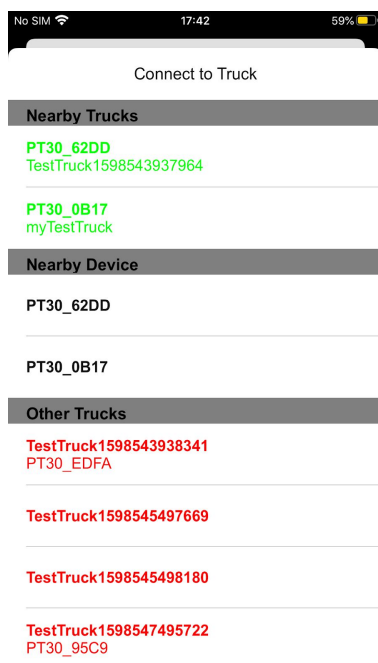 No SIM 17:42 59%
Connect to Truck
Nearby Trucks
PT30_62DD
TestTruck1598543937964
PT30_0B17
myTestTruck
Nearby Device
PT30_62DD
PT30_0B17
Other Trucks
TestTruck1598543938341
PT30_EDFA
TestTruck1598545497669
TestTruck1598545498180
TestTruck1598547495722
PT30_95C9